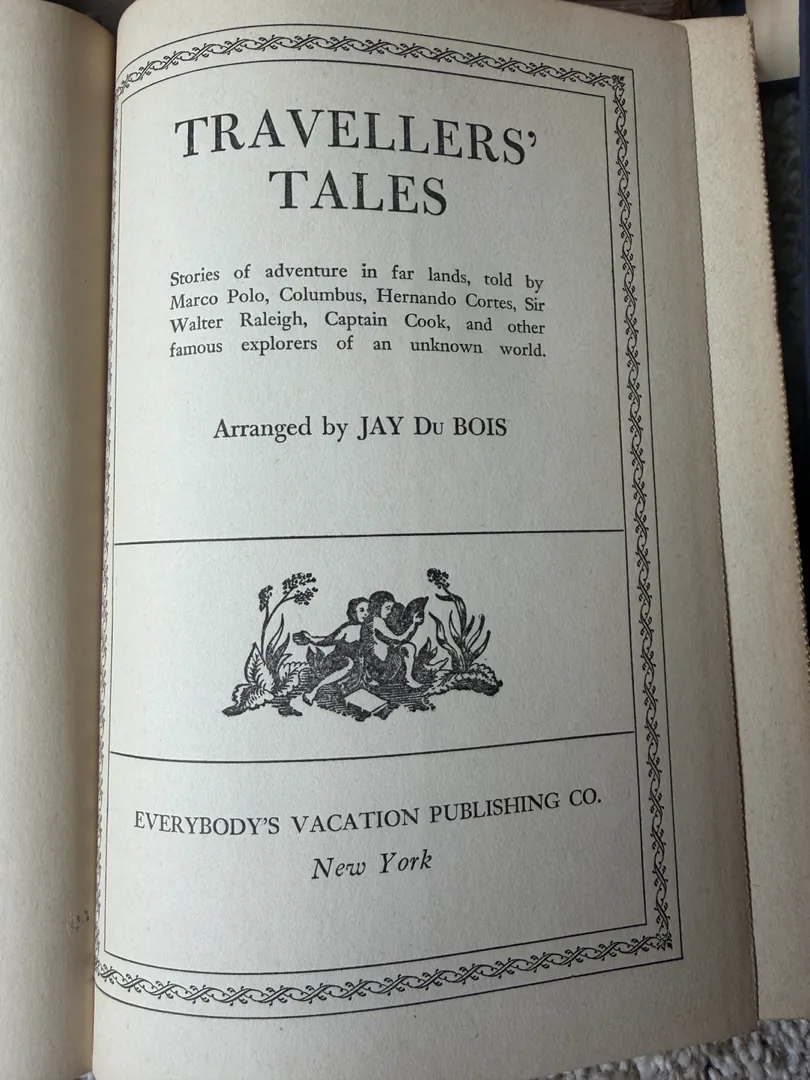 TRAVELLERS'
TALES
Stories of adventure in far lands, told by
Marco Polo, Columbus, Hernando Cortes, Sir
Walter Raleigh, Captain Cook, and other
famous explorers of an unknown world.
Arranged by JAY Du BOIS
EVERYBODY'S VACATION PUBLISHING CO.
New York